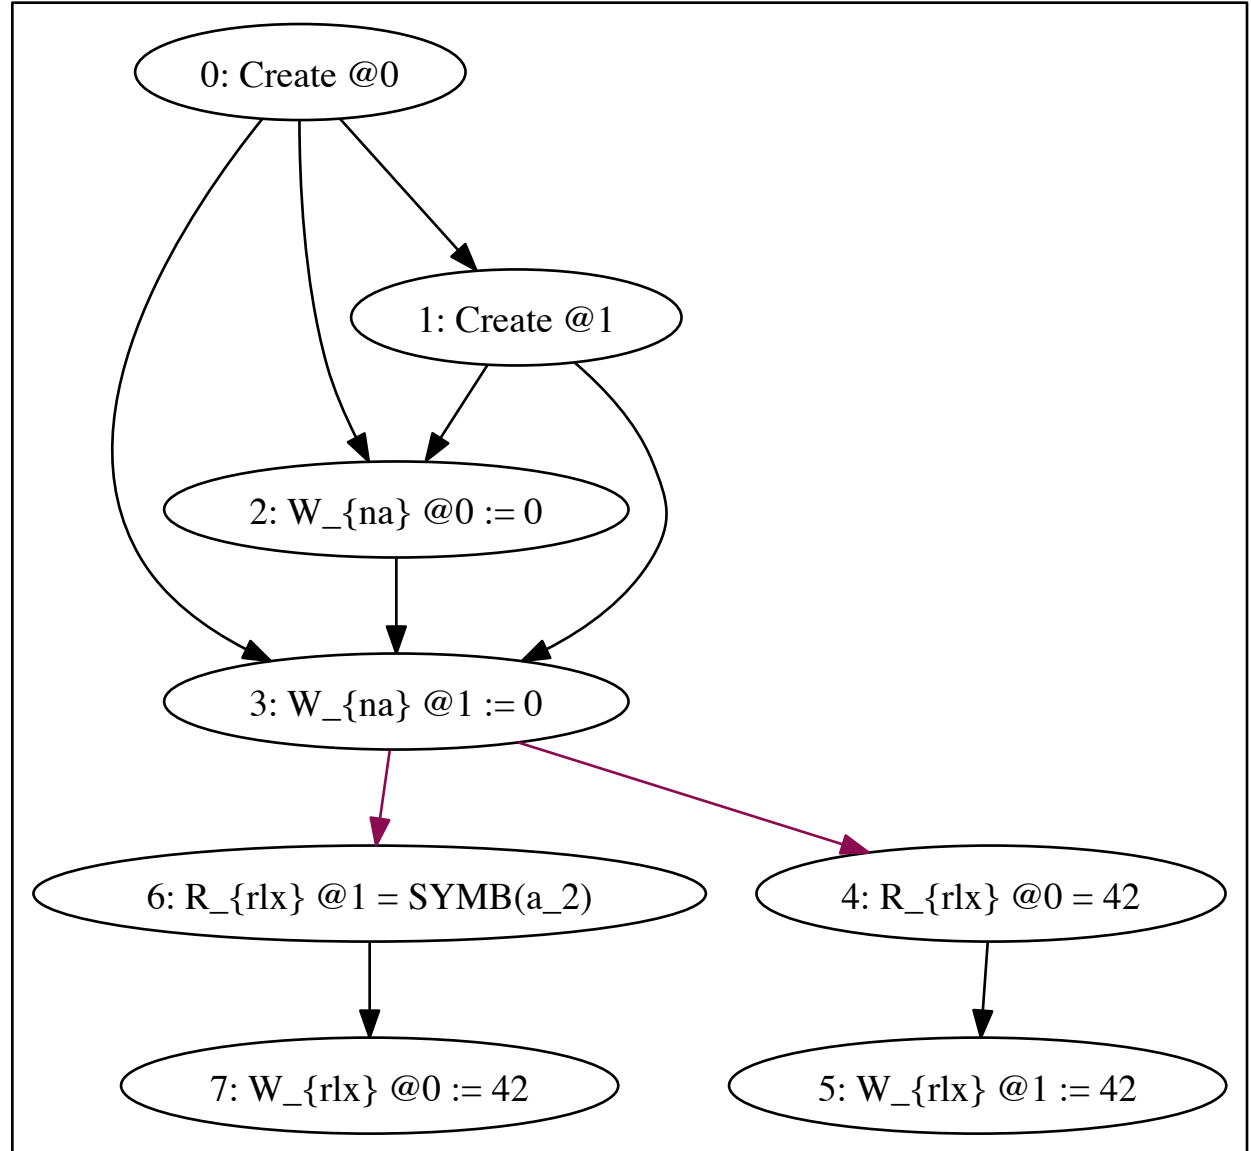 0: Create @0
1: Create @1
2: W_{na} @0 := 0
3: W_{na} @1 := 0
6: R_{rlx} @1 = SYMB(a_2)
4: R_{rlx} @0 = 42
7: W_{rlx} @0 := 42
5: W_{rlx} @1 := 42